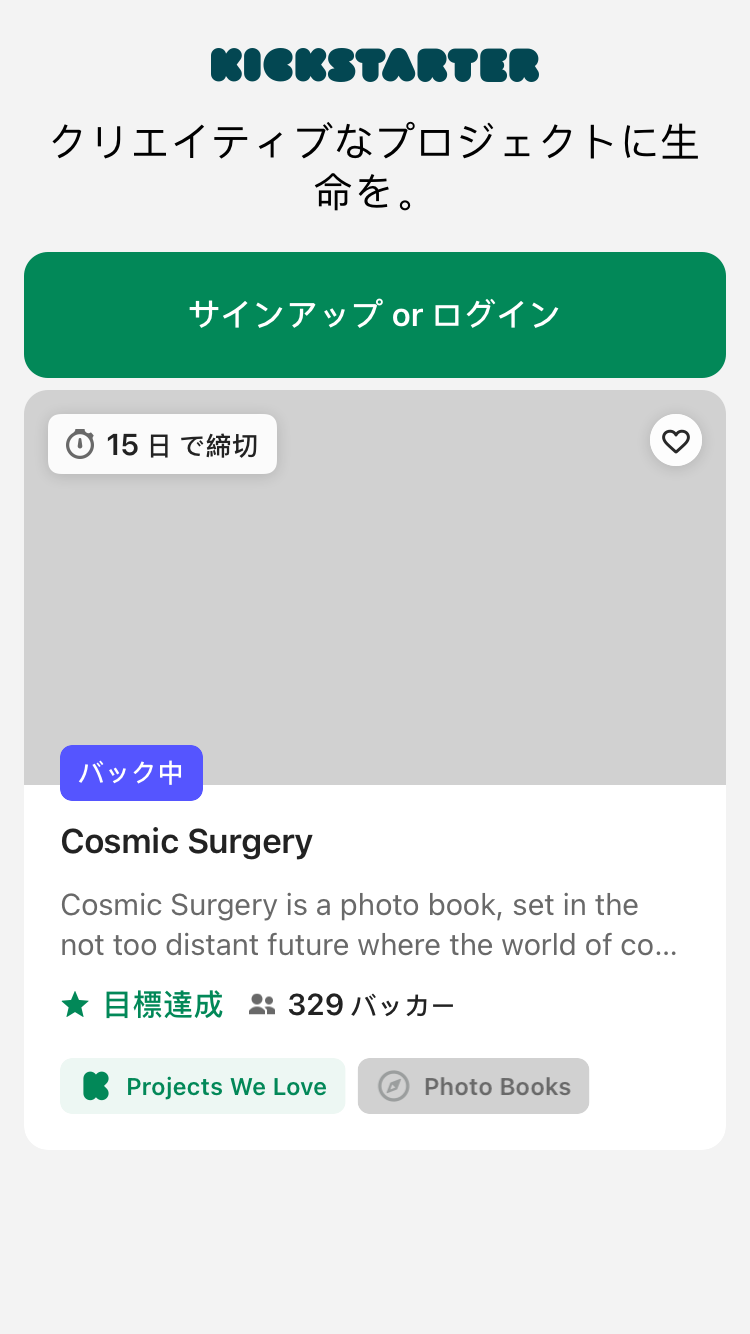 KICKSTARTER
クリエイティブなプロジェクトに生
命を。
サインアップ or ログイン
15 日 で締切
バック中
Cosmic Surgery
Cosmic Surgery is a photo book, set in the
not too distant future where the world of co...
目標達成 329 バッカー
Projects We Love Photo Books